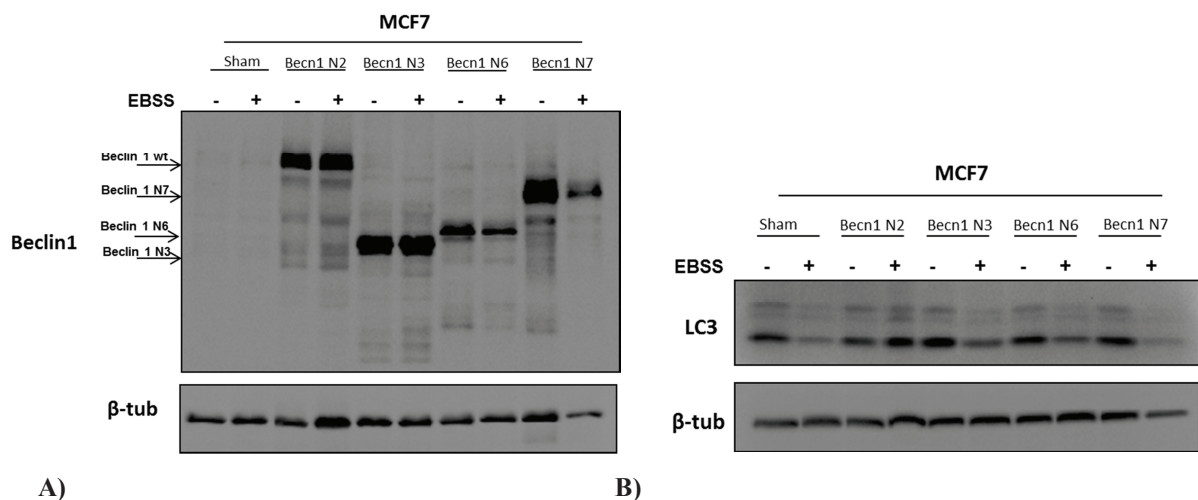 MCF7
Sham Becn1 N2 Becn1 N3 Becn1 N6 Becn1 N7
EBSS - + - + - + - + - +
Beclin 1 wt
Beclin 1 N7
Beclin 1 N6
Beclin 1 N3
Beclin1
β-tub
A)
MCF7
Sham Becn1 N2 Becn1 N3 Becn1 N6 Becn1 N7
EBSS - + - + - + - + - +
LC3
β-tub
B)